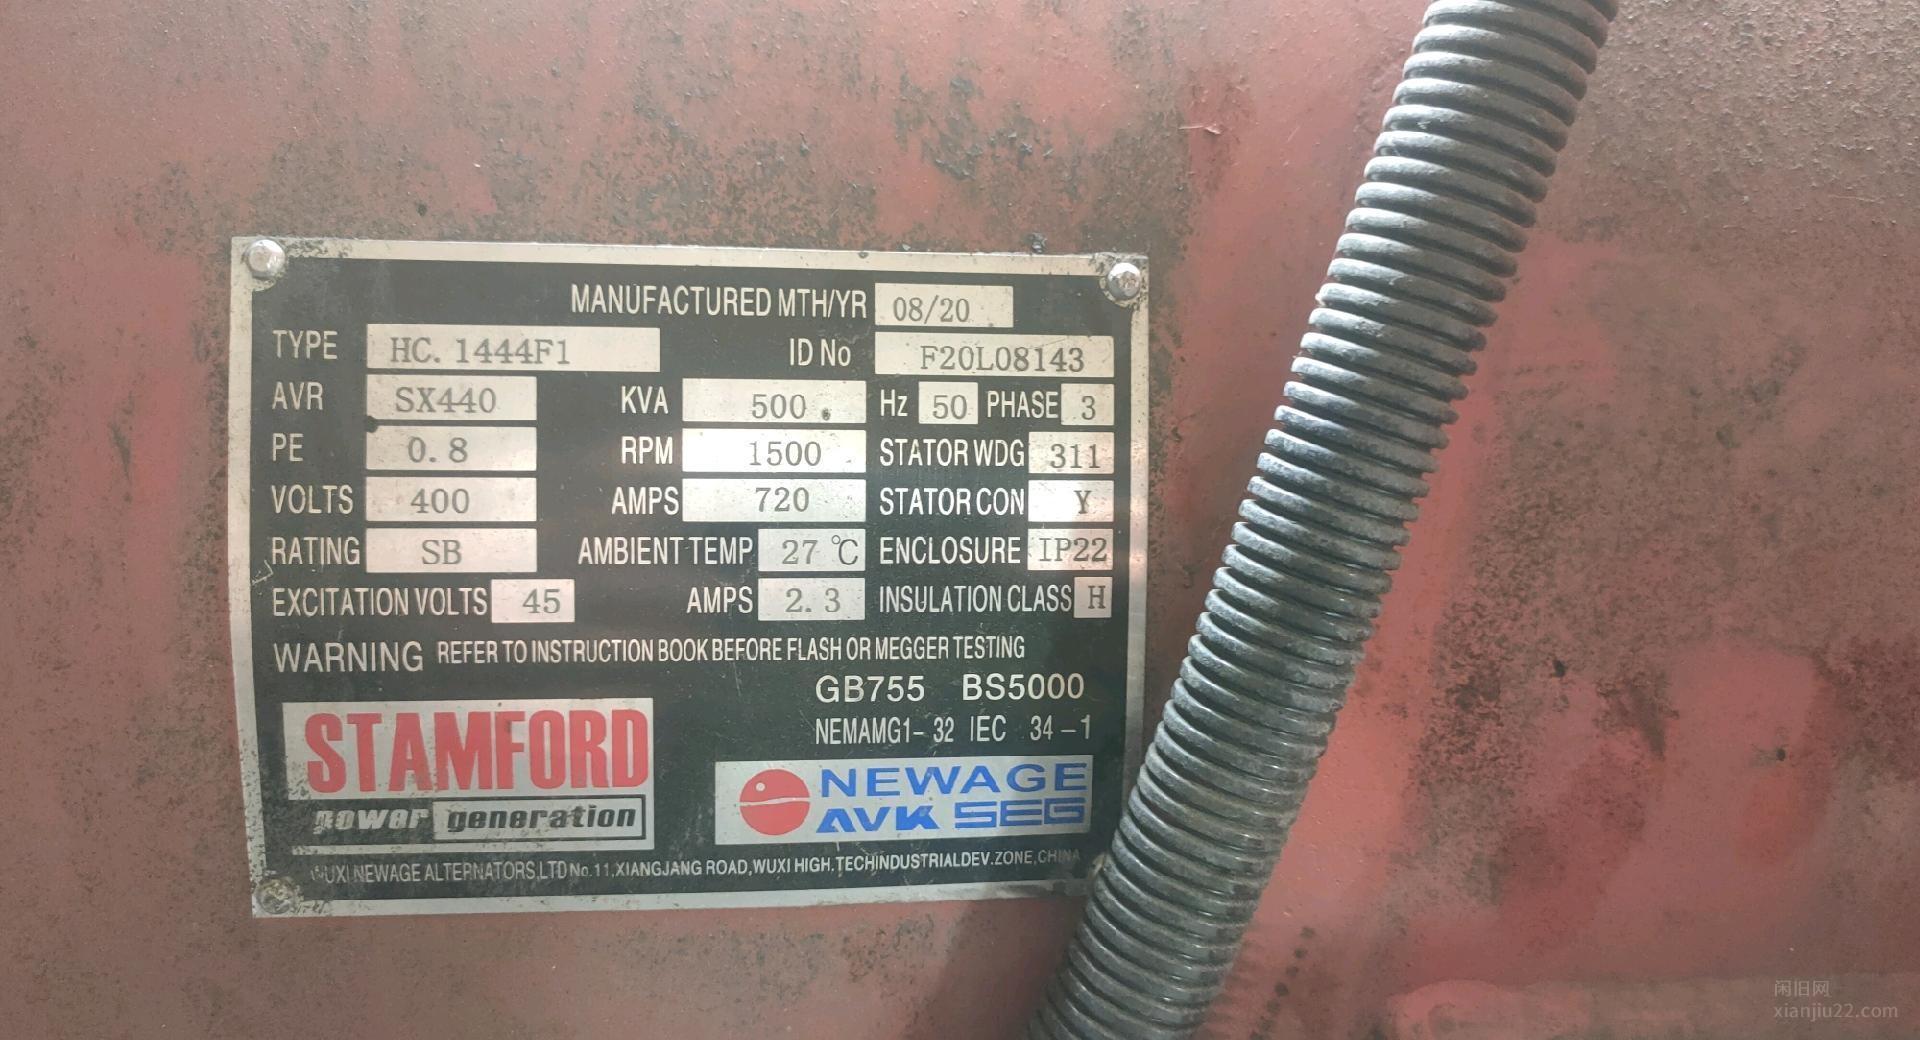 MANUFACTURED MTH/YR 08/20
TYPE HC. 1444F1 ID No F20L08143
AVR SX440 KVA 500 Hz 50 PHASE 3
PE 0.8 RPM 1500 STATOR WDG 311
VOLTS 400 AMPS 720 STATOR CON Y
RATING SB AMBIENT TEMP 27 ℃ ENCLOSURE IP22
EXCITATION VOLTS 45 AMPS 2.3 INSULATION CLASS H
WARNING REFER TO INSTRUCTION BOOK BEFORE FLASH OR MEGGER TESTING
GB755 BS5000
NEMAMG1-32 IEC 34-1
STAMFORD
power generation
NEWAGE
AVK SEG
WUXI NEWAGE ALTERNATORS,LTD No.11,XIANGJANG ROAD,WUXI HIGH.TECHINDUSTRIALDEV.ZONE,CHINA
闲旧网
xianjiu22.com